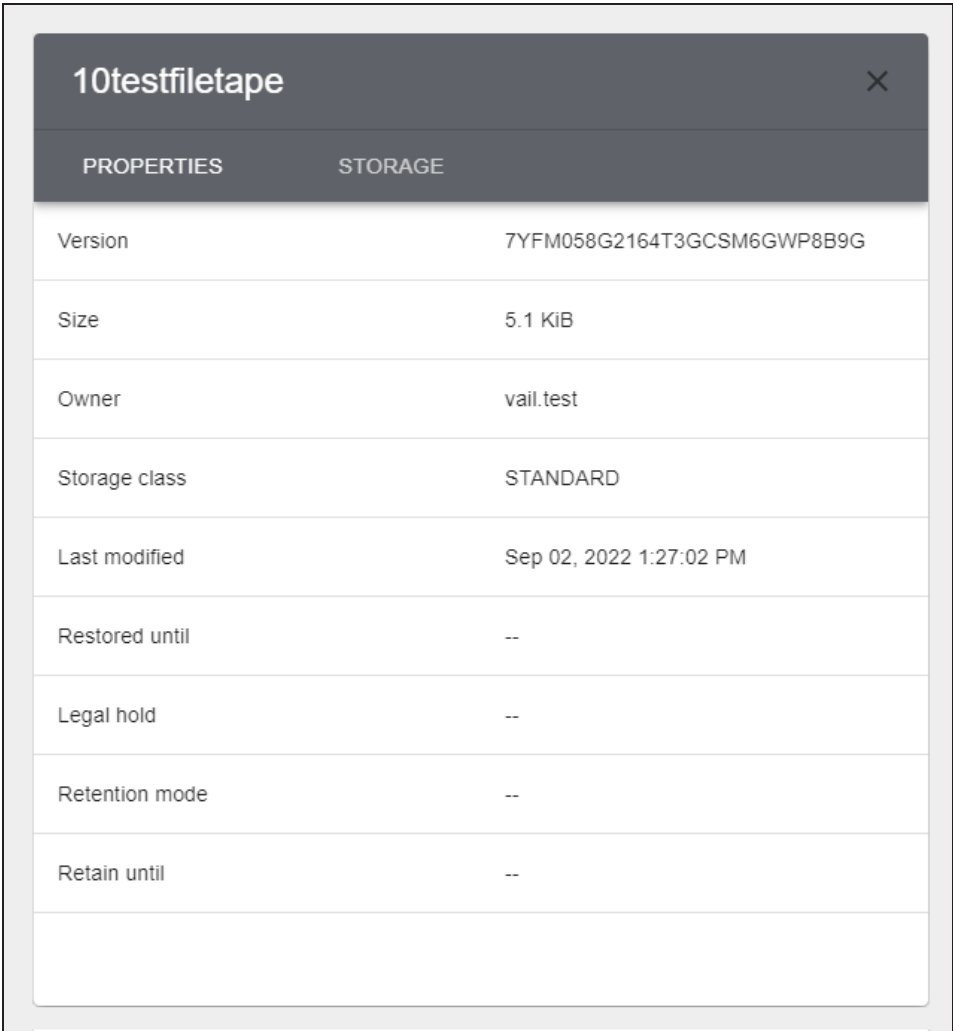 10testfiletape
PROPERTIES STORAGE
Version 7YFM058G2164T3GCSM6GWP8B9G
Size 5.1 KiB
Owner vail.test
Storage class STANDARD
Last modified Sep 02, 2022 1:27:02 PM
Restored until --
Legal hold --
Retention mode --
Retain until --